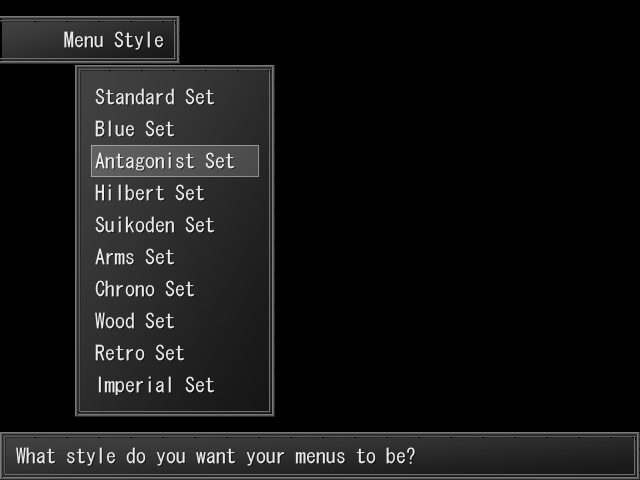 Menu Style
Standard Set
Blue Set
Antagonist Set
Hilbert Set
Suikoden Set
Arms Set
Chrono Set
Wood Set
Retro Set
Imperial Set
What style do you want your menus to be?